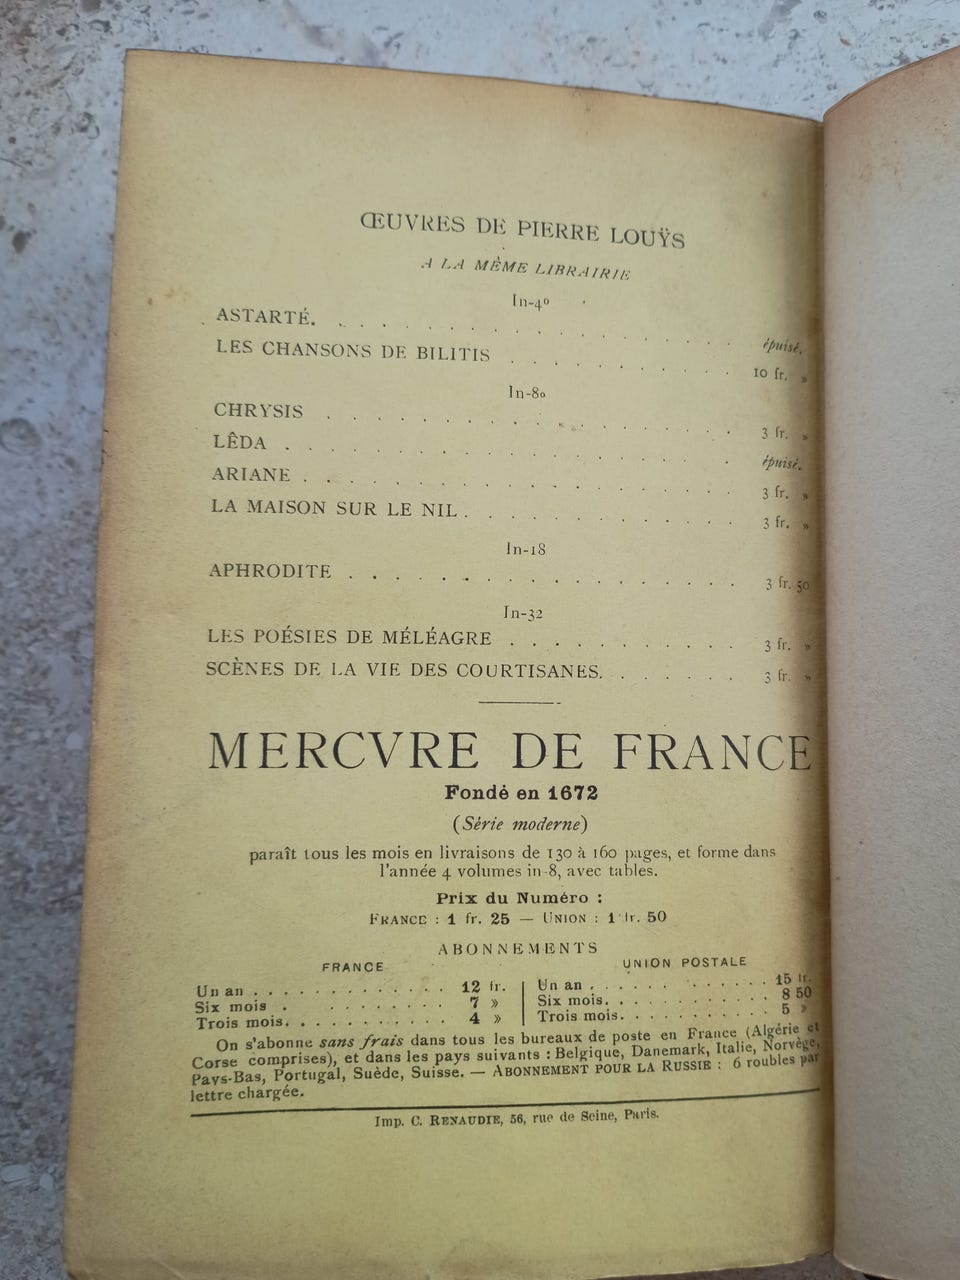 ŒUVRES DE PIERRE LOUŸS
A LA MÊME LIBRAIRIE
In-4º
ASTARTÉ. . . . . . . . . . . . . . . . . épuisé.
LES CHANSONS DE BILITIS . . . . . . . . . 10 fr. »
In-8º
CHRYSIS . . . . . . . . . . . . . . . . 3 fr. »
LÊDA . . . . . . . . . . . . . . . . . épuisé.
ARIANE . . . . . . . . . . . . . . . . 3 fr. »
LA MAISON SUR LE NIL . . . . . . . . . . . 3 fr. »
In-18
APHRODITE . . . . . . . . . . . . . . . 3 fr. 50
In-32
LES POÉSIES DE MÉLÉAGRE . . . . . . . . . 3 fr. »
SCÈNES DE LA VIE DES COURTISANES. . . . . . 3 fr. »
MERCVRE DE FRANCE
Fondé en 1672
(Série moderne)
paraît tous les mois en livraisons de 130 à 160 pages, et forme dans
l'année 4 volumes in-8, avec tables.
Prix du Numéro :
FRANCE : 1 fr. 25 — UNION : 1 fr. 50
ABONNEMENTS
FRANCE
Un an . . . . . . . . . . . . 12 fr.
Six mois . . . . . . . . . 7 »
Trois mois. . . . . . . . . . 4 »
UNION POSTALE
Un an . . . . . . . . . . . 15 fr.
Six mois. . . . . . . . . . 8 50
Trois mois. . . . . . . . . . 5 »
On s'abonne sans frais dans tous les bureaux de poste en France (Algérie et
Corse comprises), et dans les pays suivants : Belgique, Danemark, Italie, Norvège,
Pays-Bas, Portugal, Suède, Suisse. — ABONNEMENT POUR LA RUSSIE : 6 roubles par
lettre chargée.
Imp. C. RENAUDIE, 56, rue de Seine, Paris.